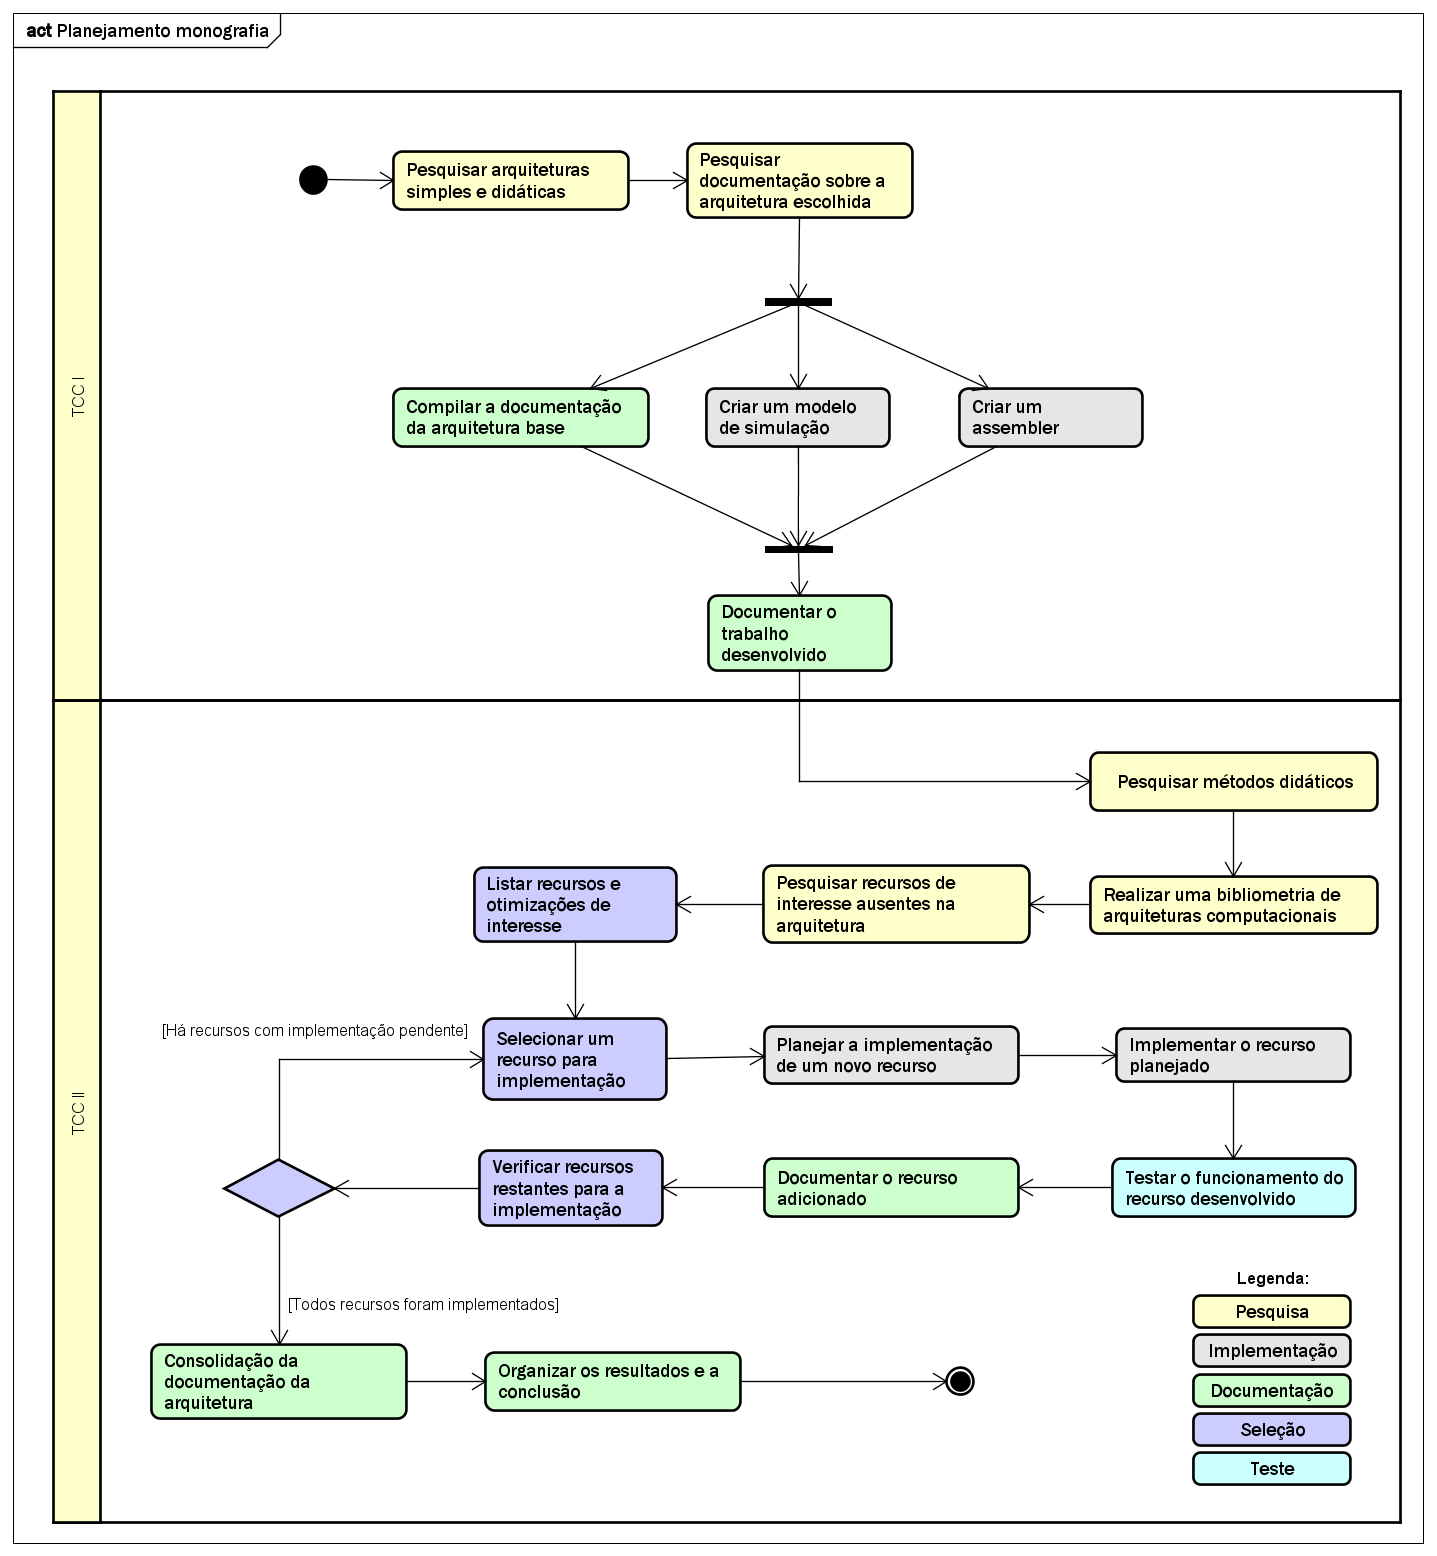 act Planejamento monografia
TCC I
Pesquisar arquiteturas
simples e didáticas
Pesquisar
documentação sobre a
arquitetura escolhida
Compilar a documentação
da arquitetura base
Criar um modelo
de simulação
Criar um
assembler
Documentar o
trabalho
desenvolvido
TCC II
Pesquisar métodos didáticos
Realizar uma bibliometria de
arquiteturas computacionais
Pesquisar recursos de
interesse ausentes na
arquitetura
Listar recursos e
otimizações de
interesse
[Há recursos com implementação pendente]
Selecionar um
recurso para
implementação
Planejar a implementação
de um novo recurso
Implementar o recurso
planejado
Testar o funcionamento do
recurso desenvolvido
Documentar o recurso
adicionado
Verificar recursos
restantes para a
implementação
[Todos recursos foram implementados]
Consolidação da
documentação da
arquitetura
Organizar os resultados e a
conclusão
Legenda:
Pesquisa
Implementação
Documentação
Seleção
Teste